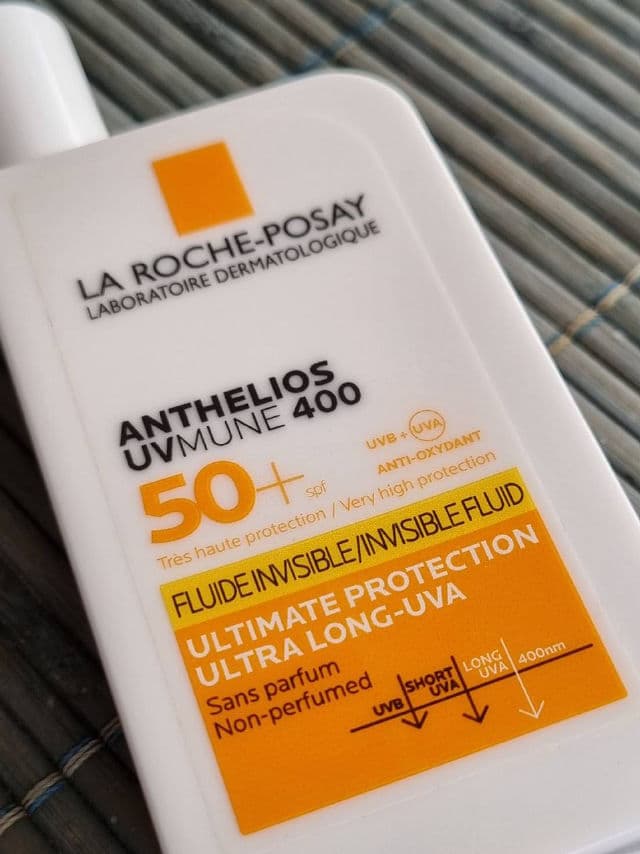 LA ROCHE-POSAY
LABORATOIRE DERMATOLOGIQUE
ANTHELIOS
UVMUNE 400
50+ spf
UVB + UVA
ANTI-OXYDANT
Très haute protection / Very high protection
FLUIDE INVISIBLE/INVISIBLE FLUID
ULTIMATE PROTECTION
ULTRA LONG-UVA
Sans parfum
Non-perfumed
UVB
SHORT
UVA
LONG
UVA
400nm